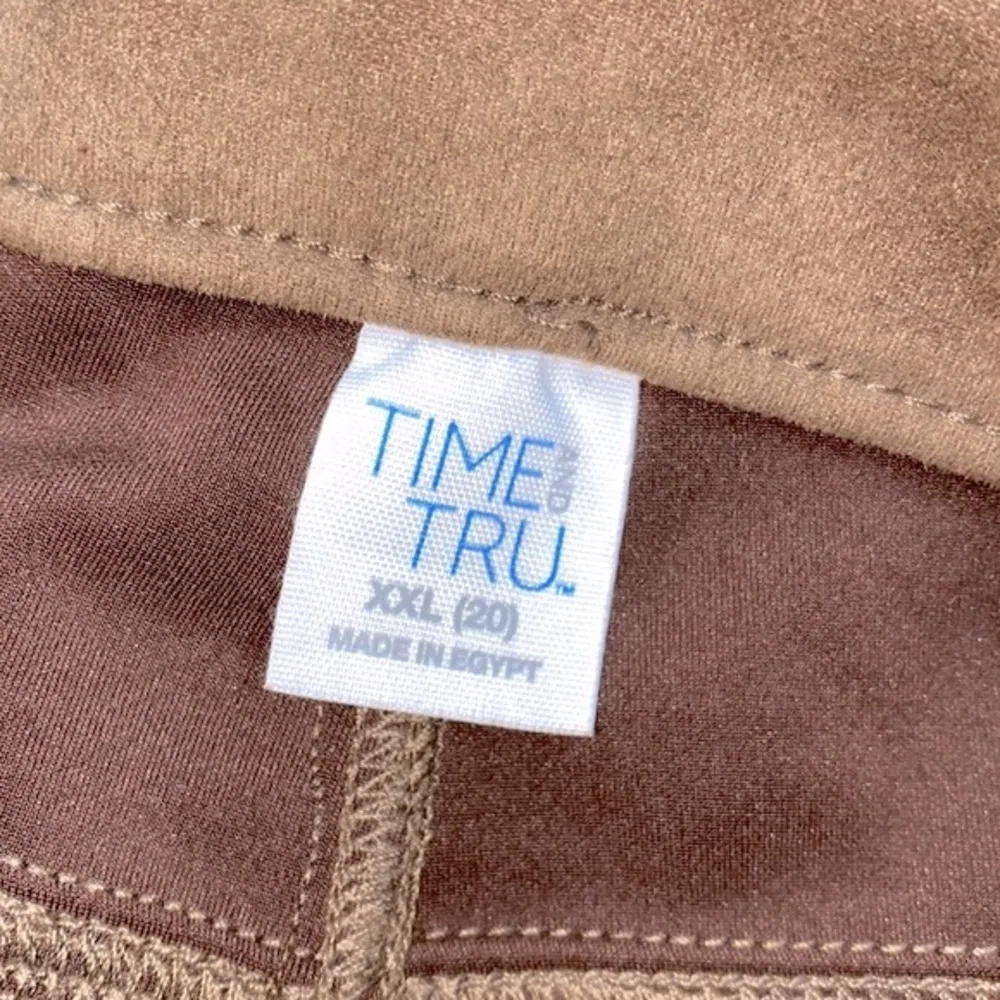 TIME AND
TRU™
XXL (20)
MADE IN EGYPT